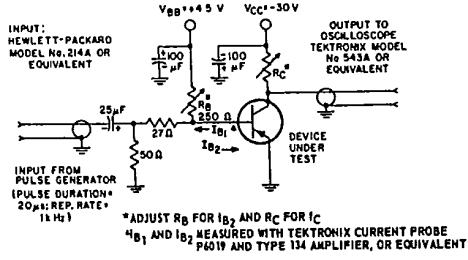 INPUT:
HEWLETT-PACKARD
MODEL No. 214A OR
EQUIVALENT
VBB=+4.5 V
VCC=-30V
OUTPUT TO
OSCILLOSCOPE
TEKTRONIX MODEL
No 543A OR
EQUIVALENT
+100
μF
-100
μF
RB*
RC*
25μF
27Ω
250Ω
50Ω
IB1
IB2
DEVICE
UNDER
TEST
INPUT FROM
PULSE GENERATOR
(PULSE DURATION=
20μs; REP. RATE=
1kHz)
*ADJUST RB FOR IB2 AND RC FOR IC
IB1 AND IB2 MEASURED WITH TEKTRONIX CURRENT PROBE
P6019 AND TYPE 134 AMPLIFIER, OR EQUIVALENT